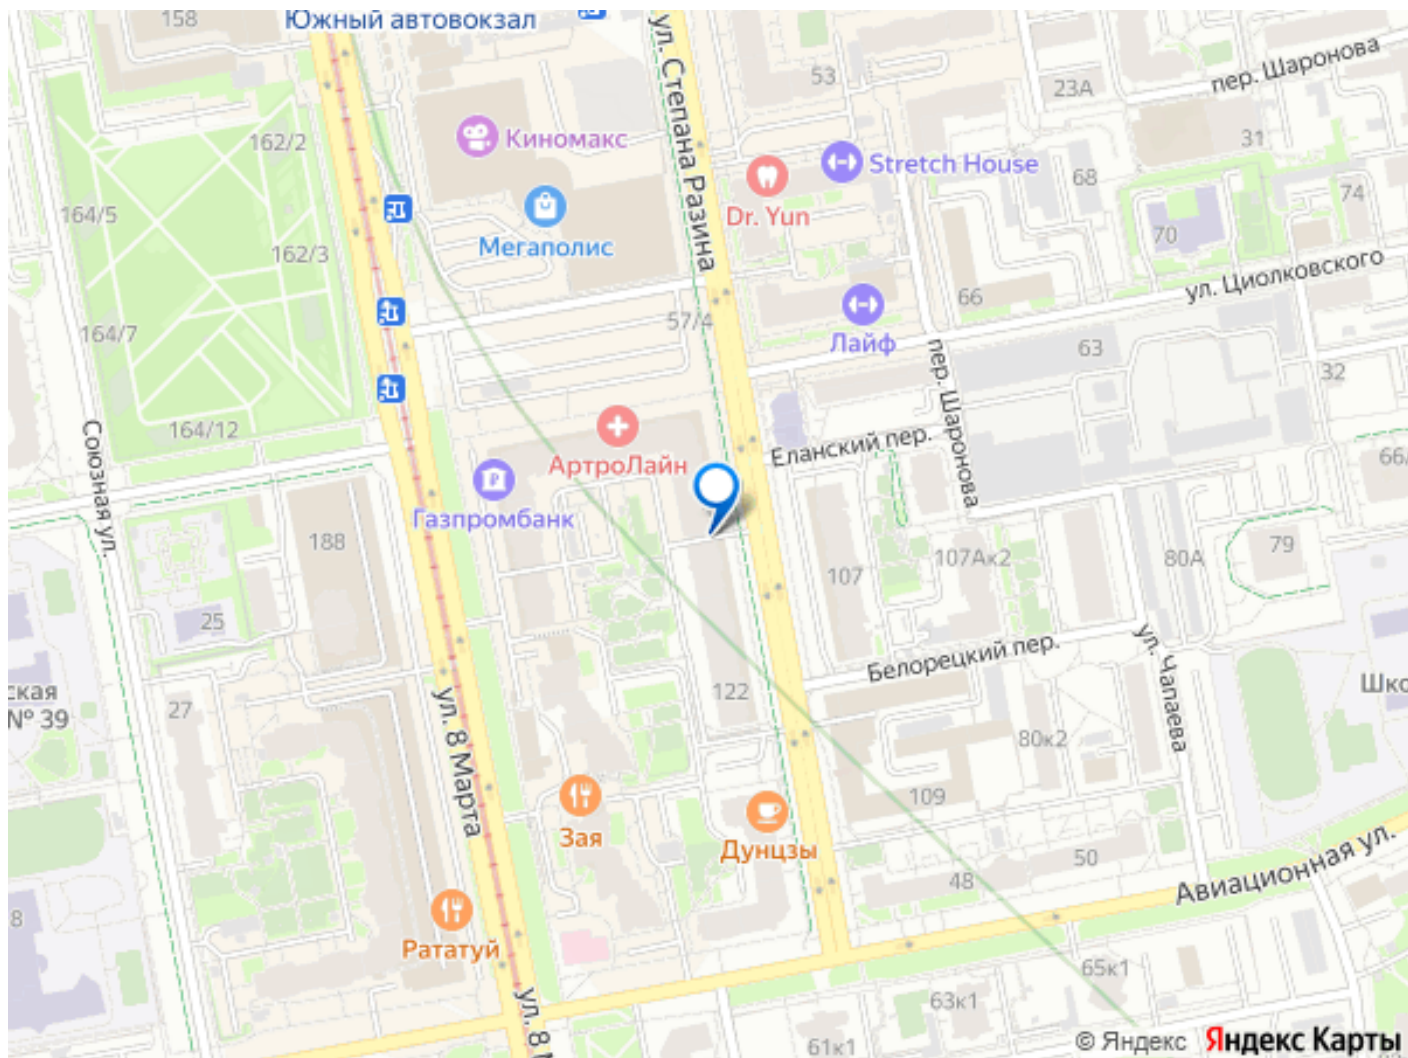 158
Южный автовокзал
ул. Степана Разина
53
23А
пер. Шаронова
31
162/2
Киномакс
Stretch House
68
74
164/5
Dr. Yun
Мегаполис
70
162/3
ул. Циолковского
66
57/4
164/7
Лайф
63
пер. Шаронова
32
164/12
Союзная ул.
АртроЛайн
Еланский пер.
66/
Газпромбанк
188
107
107Ак2
80А
79
25
Белорецкий пер.
ул. Чапаева
122
ская
№ 39
27
Шко
ул. 8 Марта
80к2
109
Зая
Дунцзы
50
48
Авиационная ул.
8
Рататуй
65к1
63к1
ул. 8 М
61к1
© Яндекс Яндекс Карты